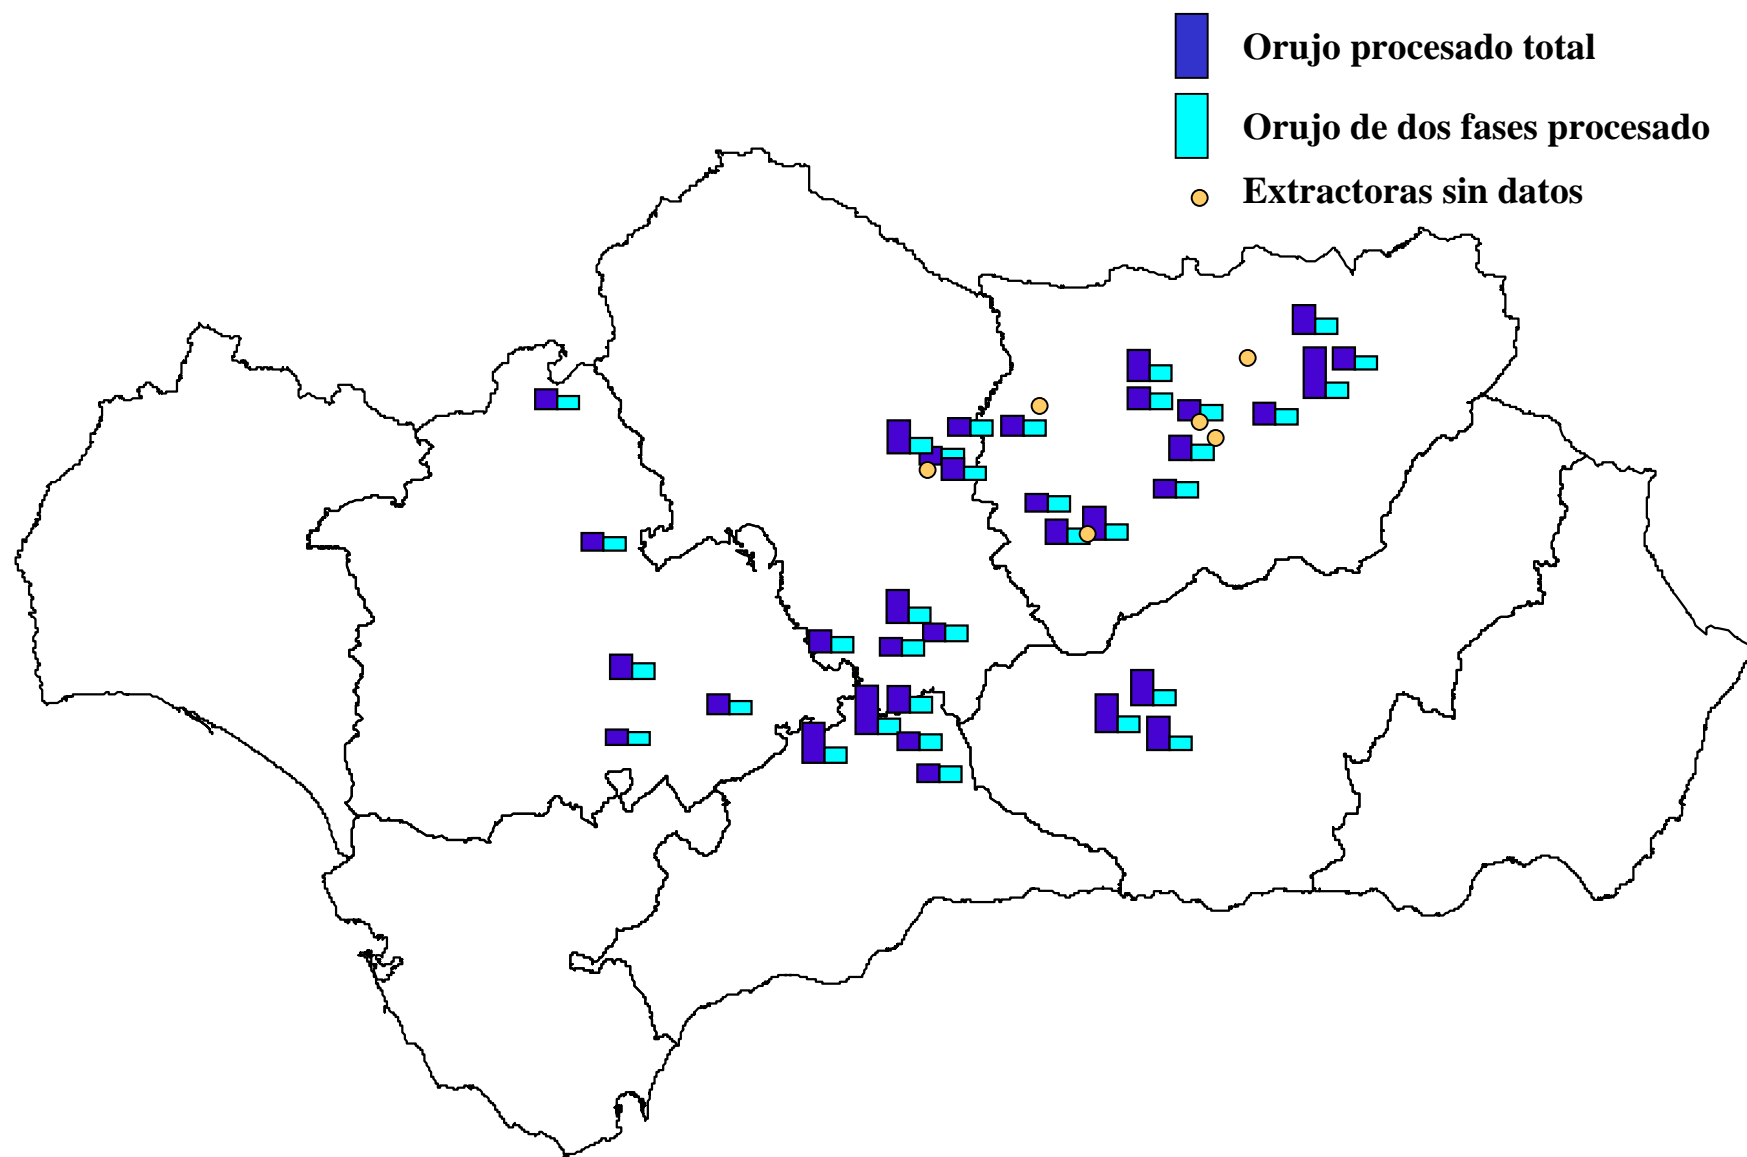 Orujo procesado total
Orujo de dos fases procesado
Extractoras sin datos